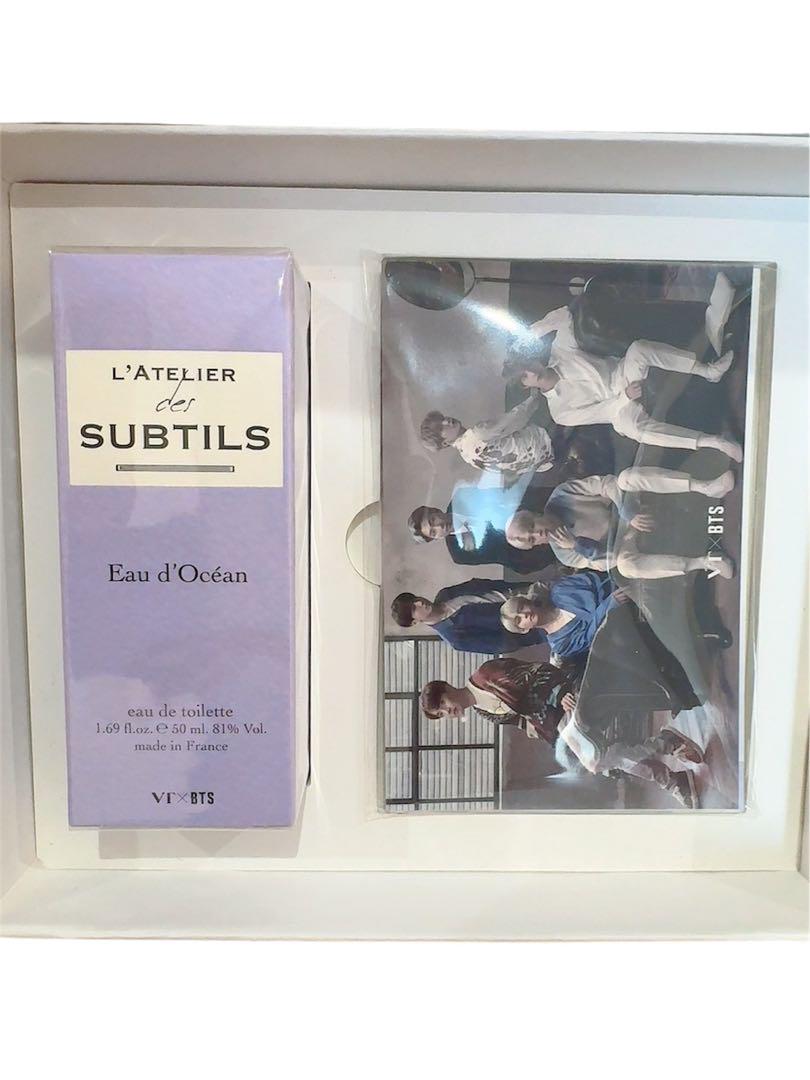 L'ATELIER
des
SUBTILS
Eau d'Océan
eau de toilette
1.69 fl.oz. ℮ 50 ml. 81% Vol.
made in France
VT×BTS
VT×BTS